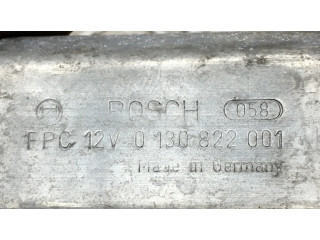 BOSCH 058
FPC 12V 0 130 822 001
Made in Germany